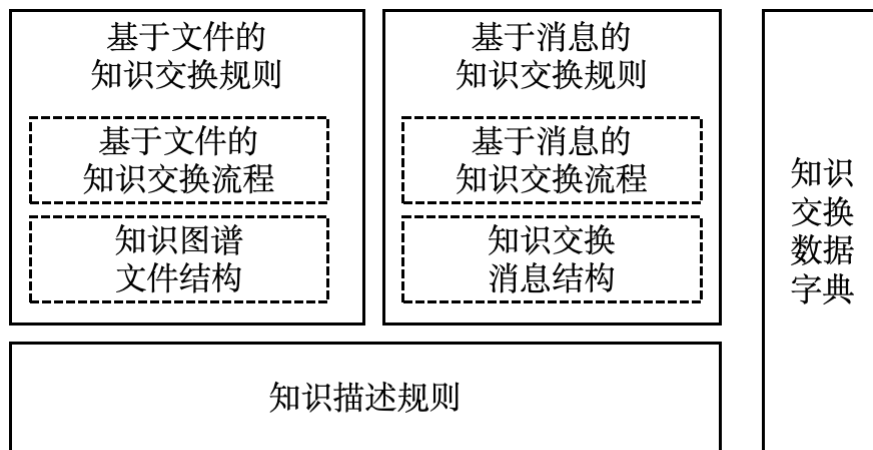 基于文件的
知识交换规则
基于文件的
知识交换流程
知识图谱
文件结构
基于消息的
知识交换规则
基于消息的
知识交换流程
知识交换
消息结构
知识描述规则
知识
交换
数据
字典